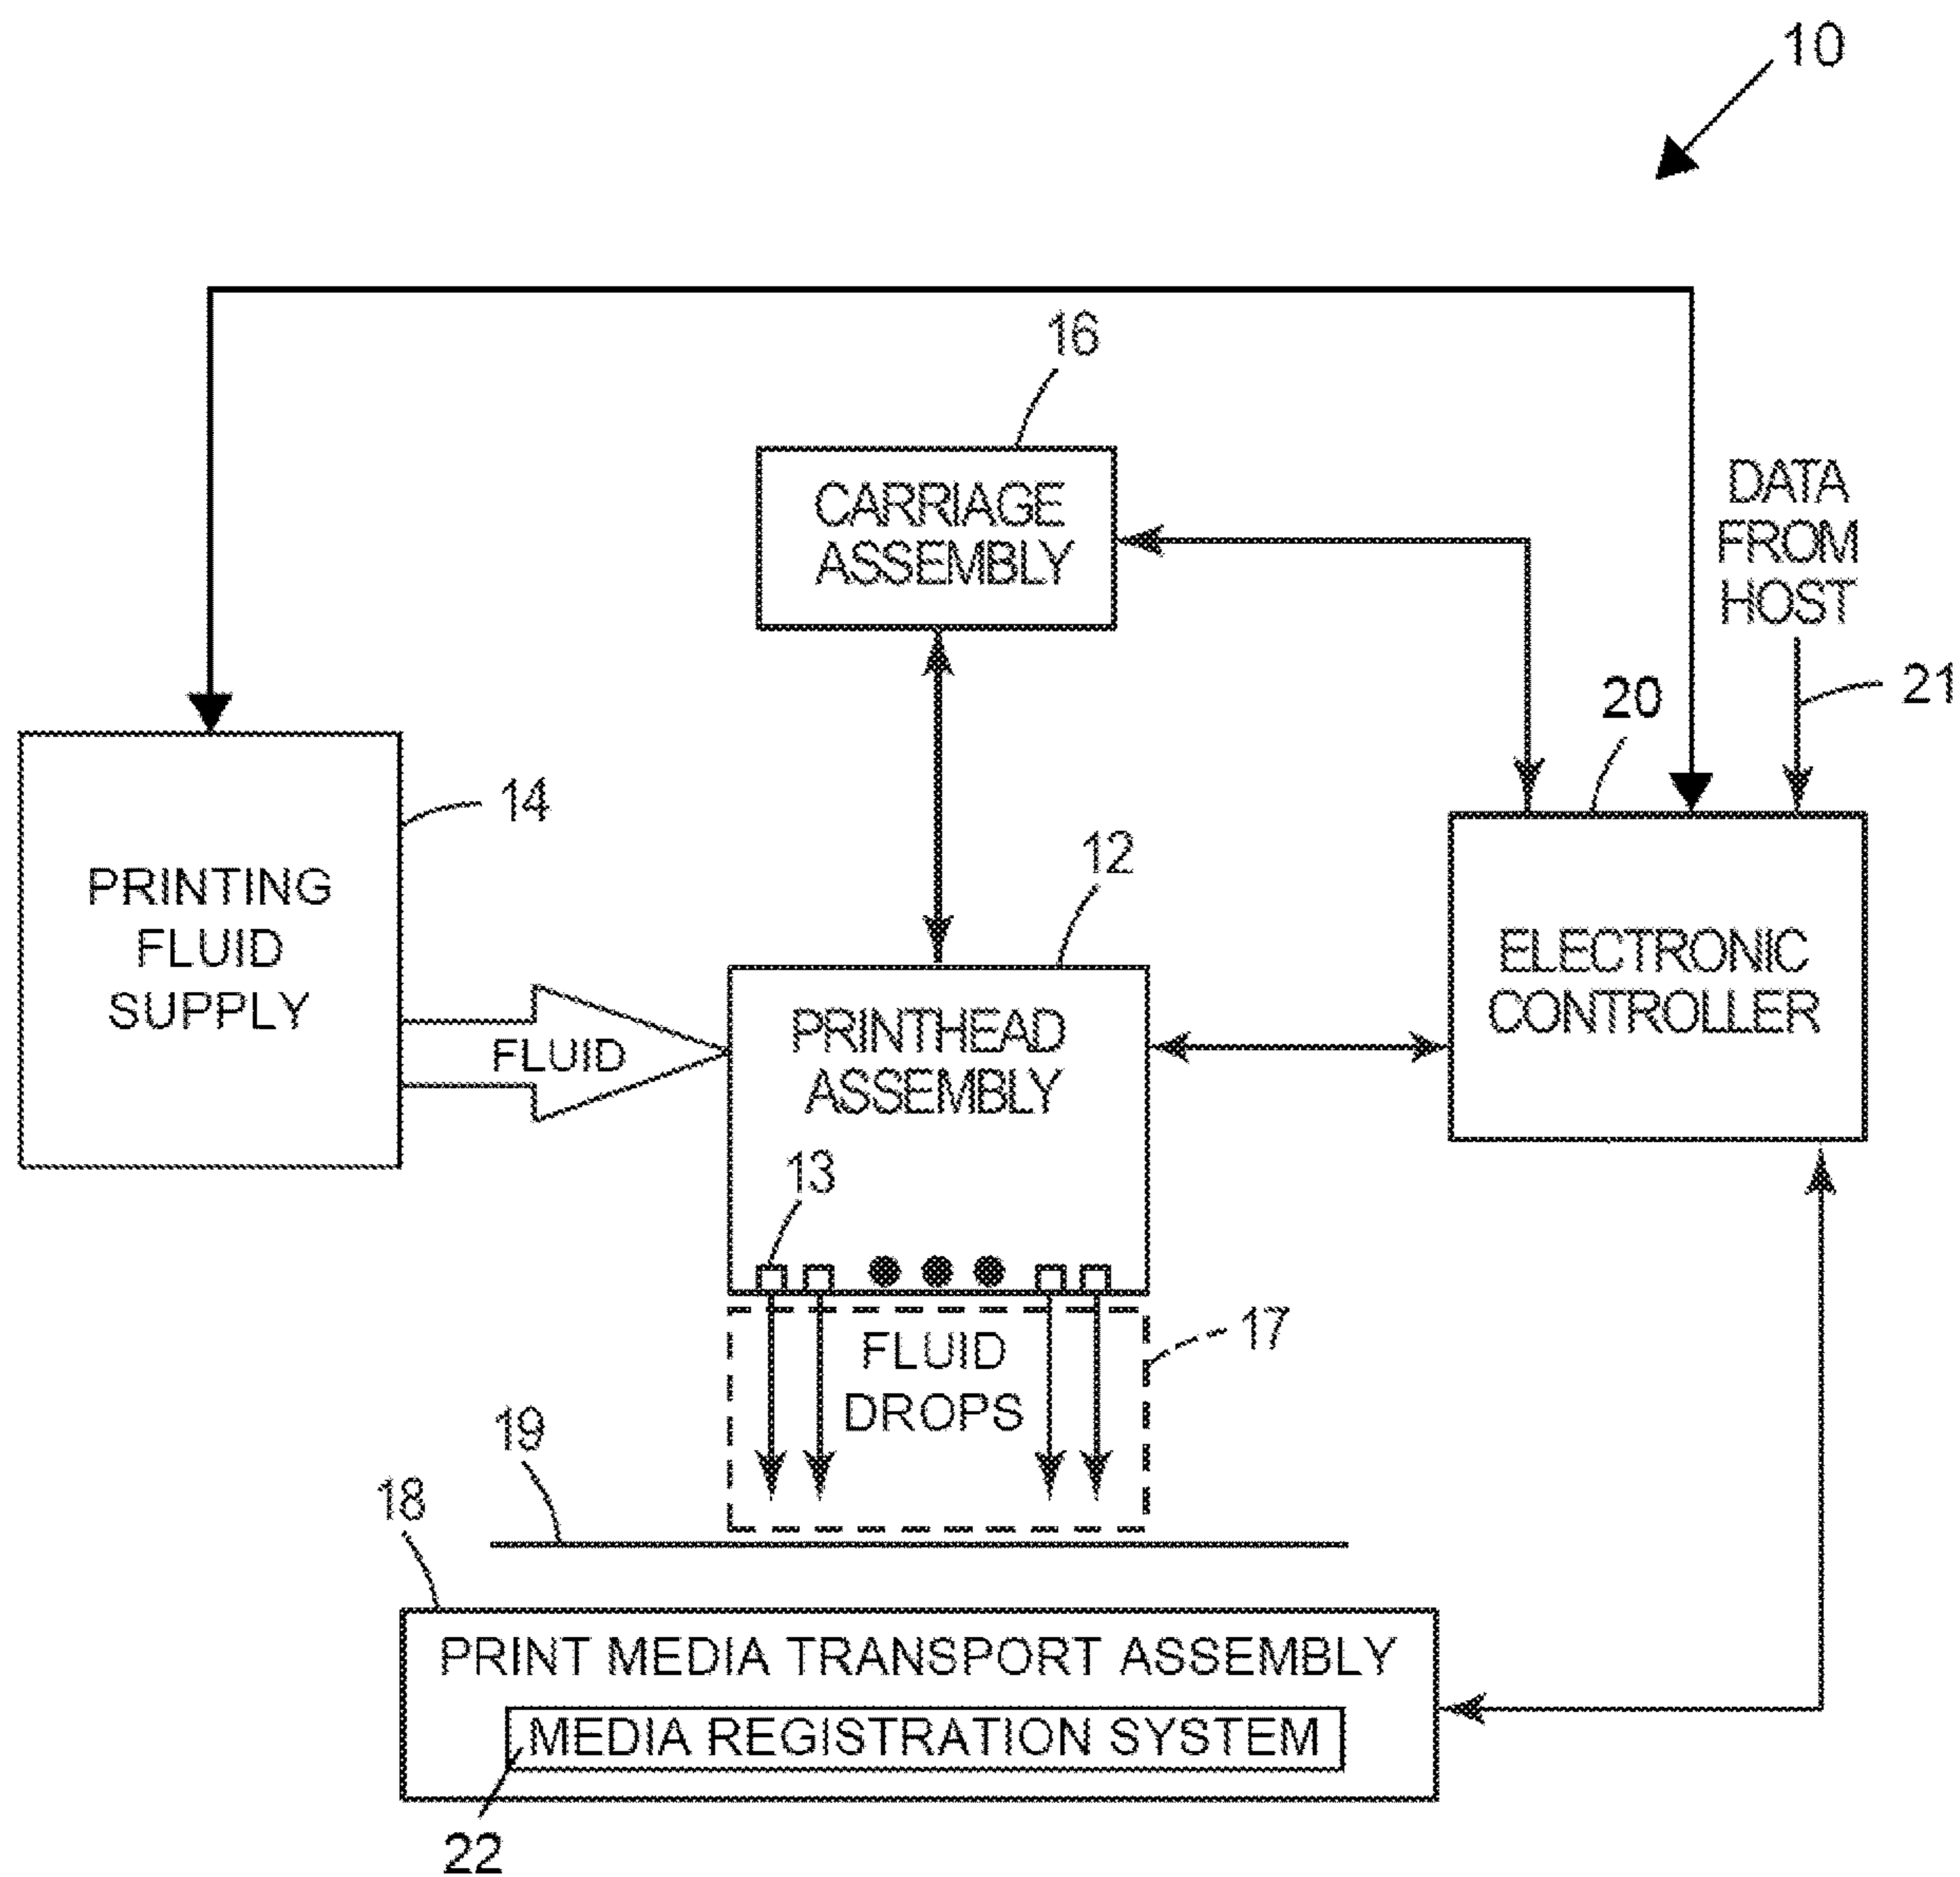 10
16
CARRIAGE
ASSEMBLY
DATA
FROM
HOST
21
20
14
PRINTING
FLUID
SUPPLY
FLUID
12
PRINTHEAD
ASSEMBLY
13
ELECTRONIC
CONTROLLER
FLUID
DROPS
17
19
18
PRINT MEDIA TRANSPORT ASSEMBLY
MEDIA REGISTRATION SYSTEM
22